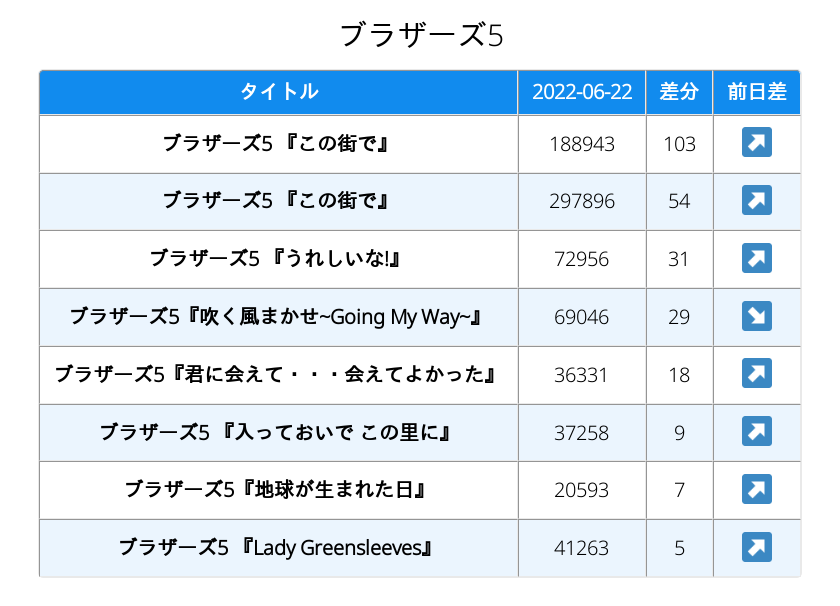 ブラザーズ5
タイトル 2022-06-22 差分 前日差
ブラザーズ5 『この街で』 188943 103 ↗
ブラザーズ5 『この街で』 297896 54 ↗
ブラザーズ5 『うれしいな!』 72956 31 ↗
ブラザーズ5『吹く風まかせ~Going My Way~』 69046 29 ↘
ブラザーズ5『君に会えて・・・会えてよかった』 36331 18 ↗
ブラザーズ5 『入っておいで この里に』 37258 9 ↗
ブラザーズ5『地球が生まれた日』 20593 7 ↗
ブラザーズ5 『Lady Greensleeves』 41263 5 ↗